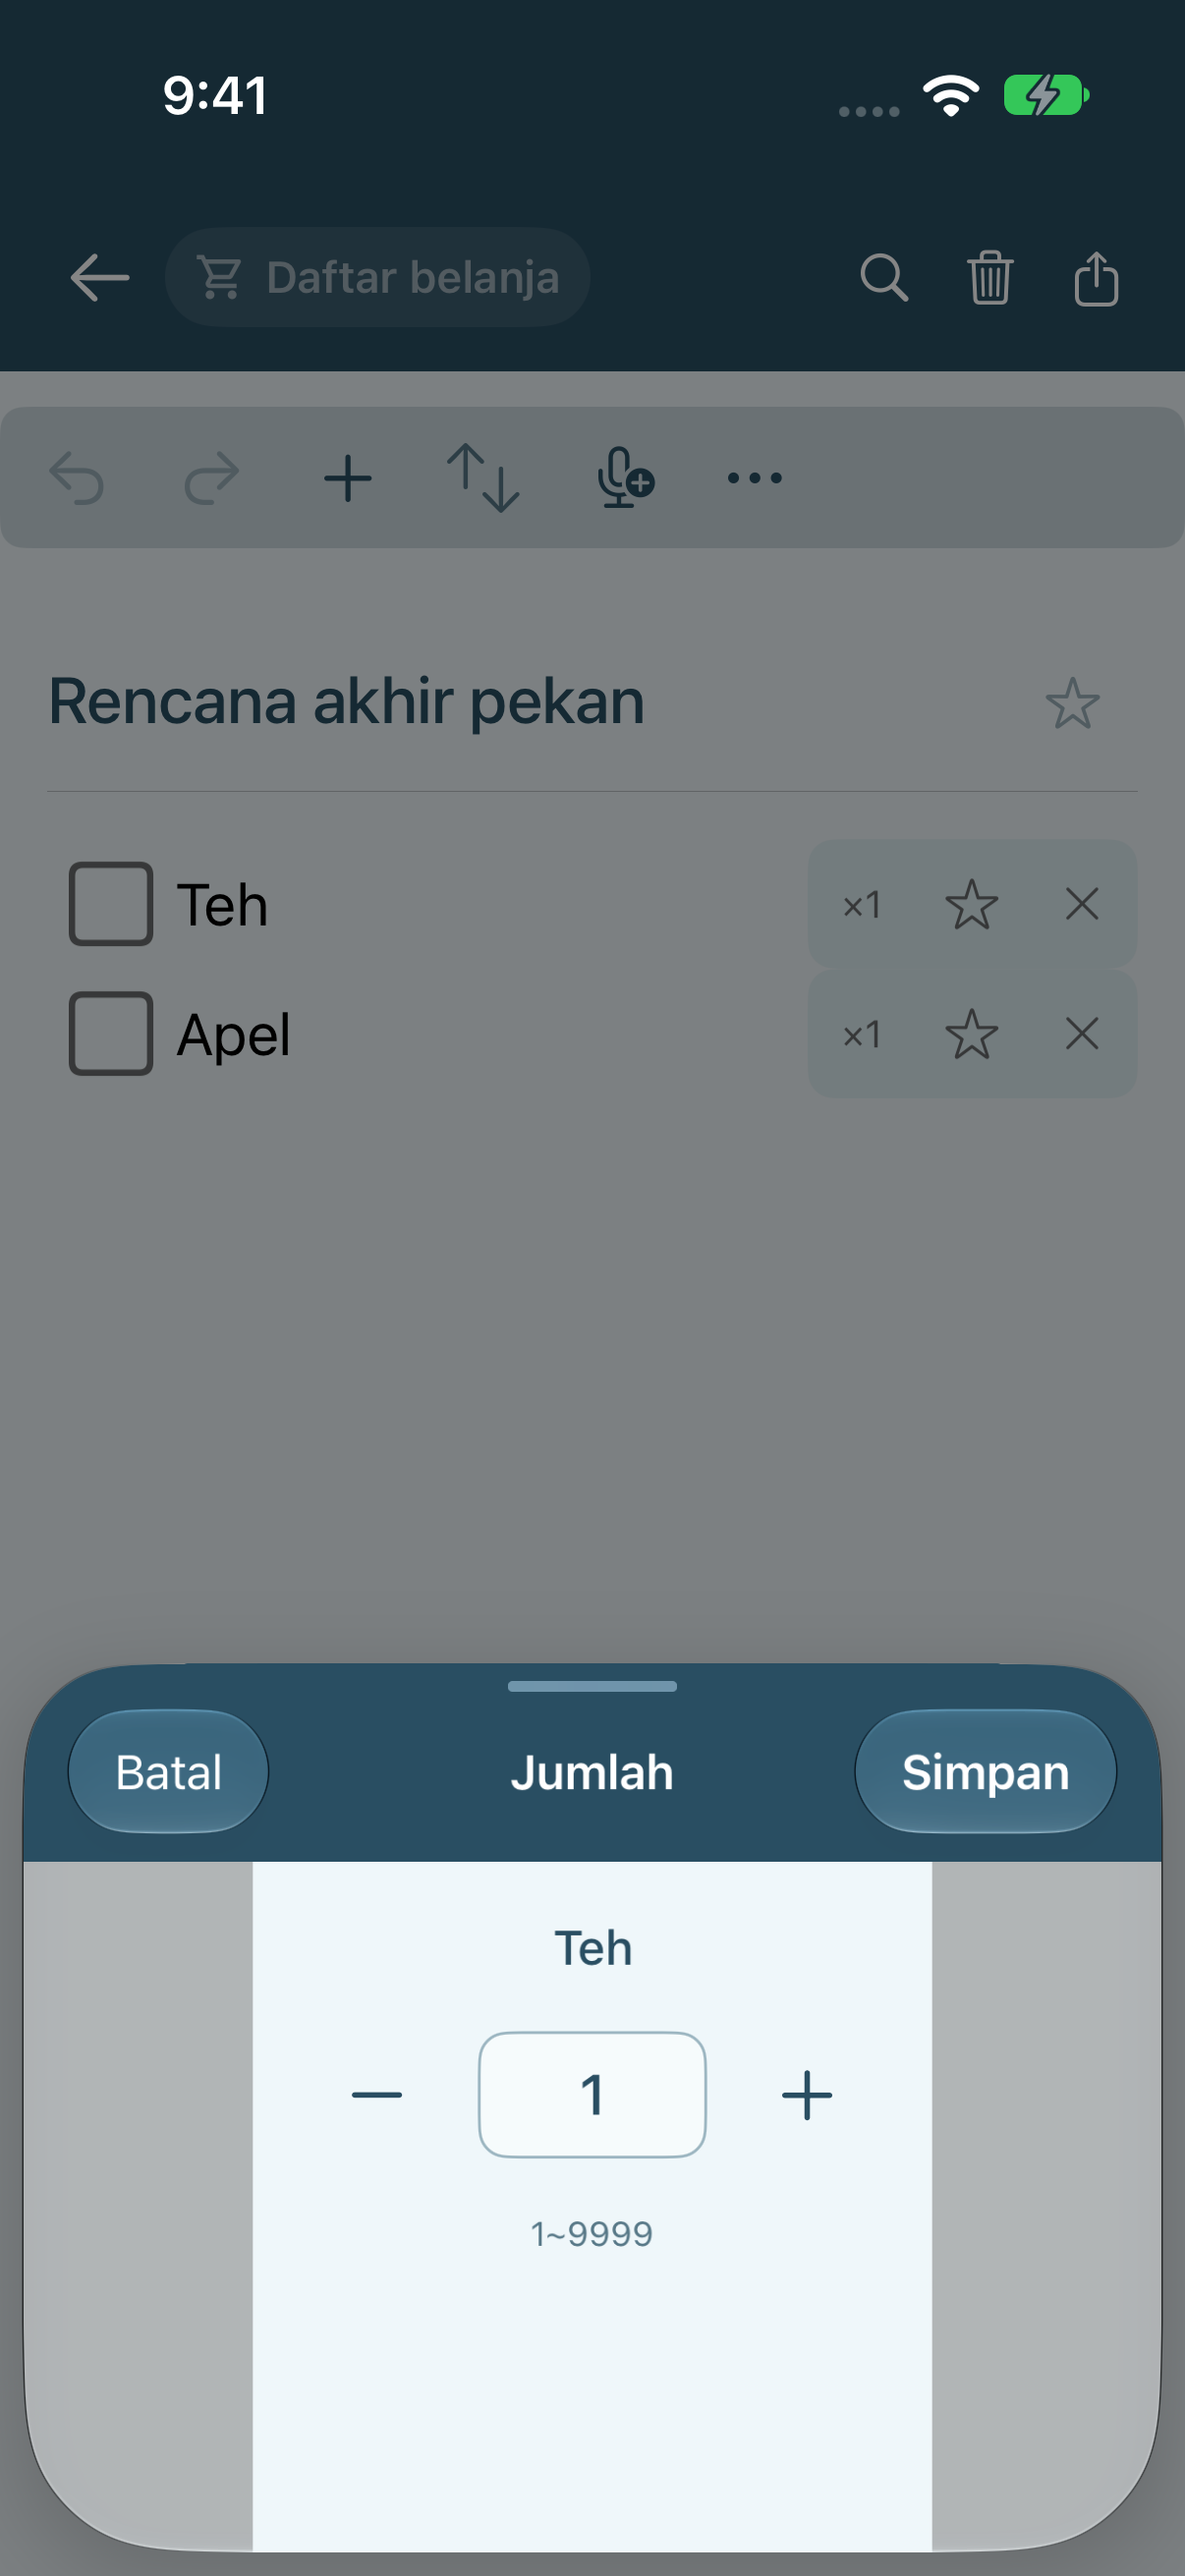 9:41
Daftar belanja
Rencana akhir pekan
Teh ×1
Apel ×1
Batal Jumlah Simpan
Teh
1
1~9999